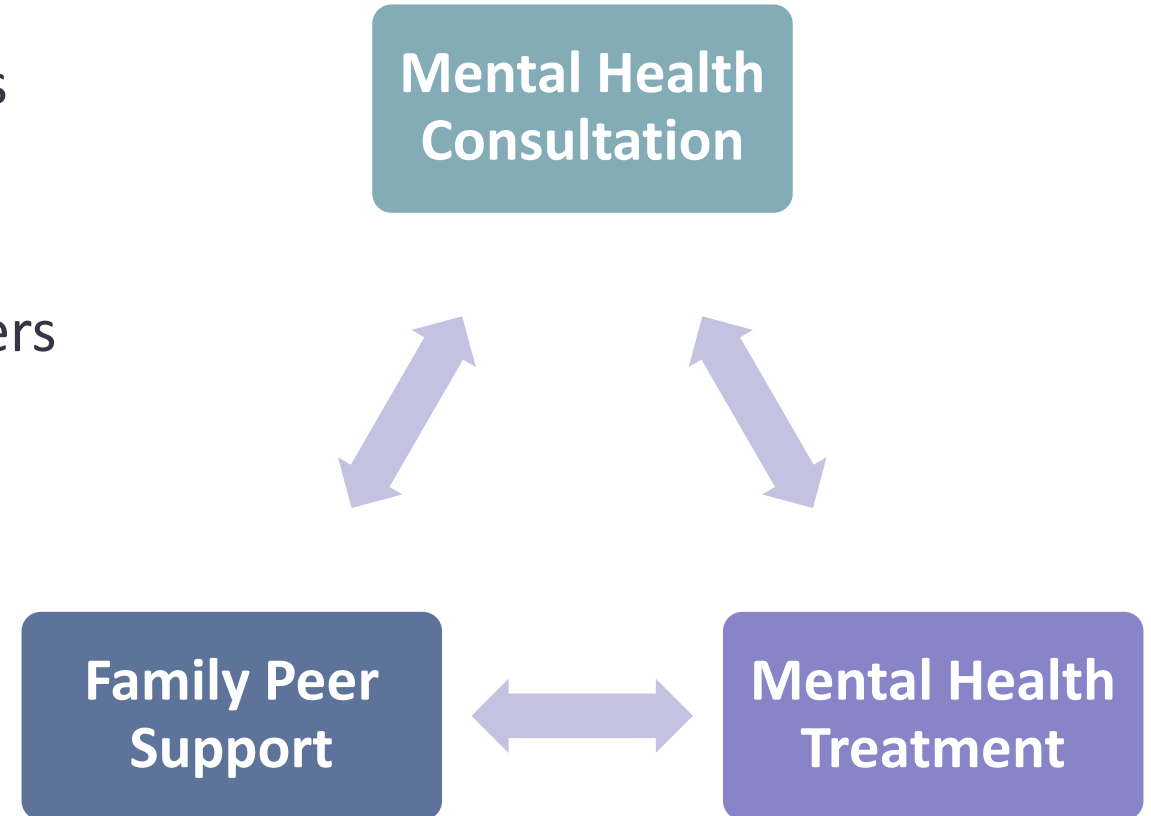 Mental Health
Consultation
Family Peer
Support
Mental Health
Treatment